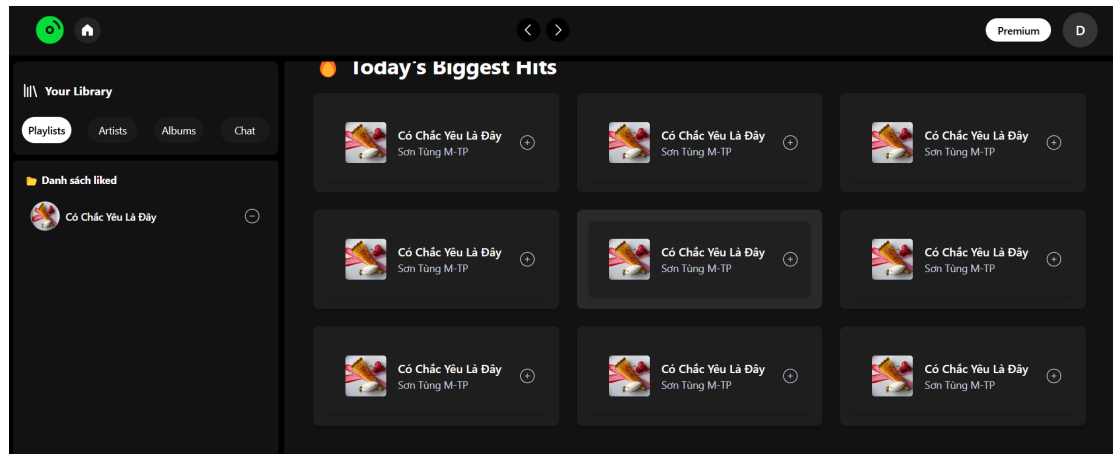 Premium
D
Your Library
Playlists Artists Albums Chat
Danh sách liked
Có Chắc Yêu Là Đây
Today's Biggest Hits
Có Chắc Yêu Là Đây
Sơn Tùng M-TP
Có Chắc Yêu Là Đây
Sơn Tùng M-TP
Có Chắc Yêu Là Đây
Sơn Tùng M-TP
Có Chắc Yêu Là Đây
Sơn Tùng M-TP
Có Chắc Yêu Là Đây
Sơn Tùng M-TP
Có Chắc Yêu Là Đây
Sơn Tùng M-TP
Có Chắc Yêu Là Đây
Sơn Tùng M-TP
Có Chắc Yêu Là Đây
Sơn Tùng M-TP
Có Chắc Yêu Là Đây
Sơn Tùng M-TP